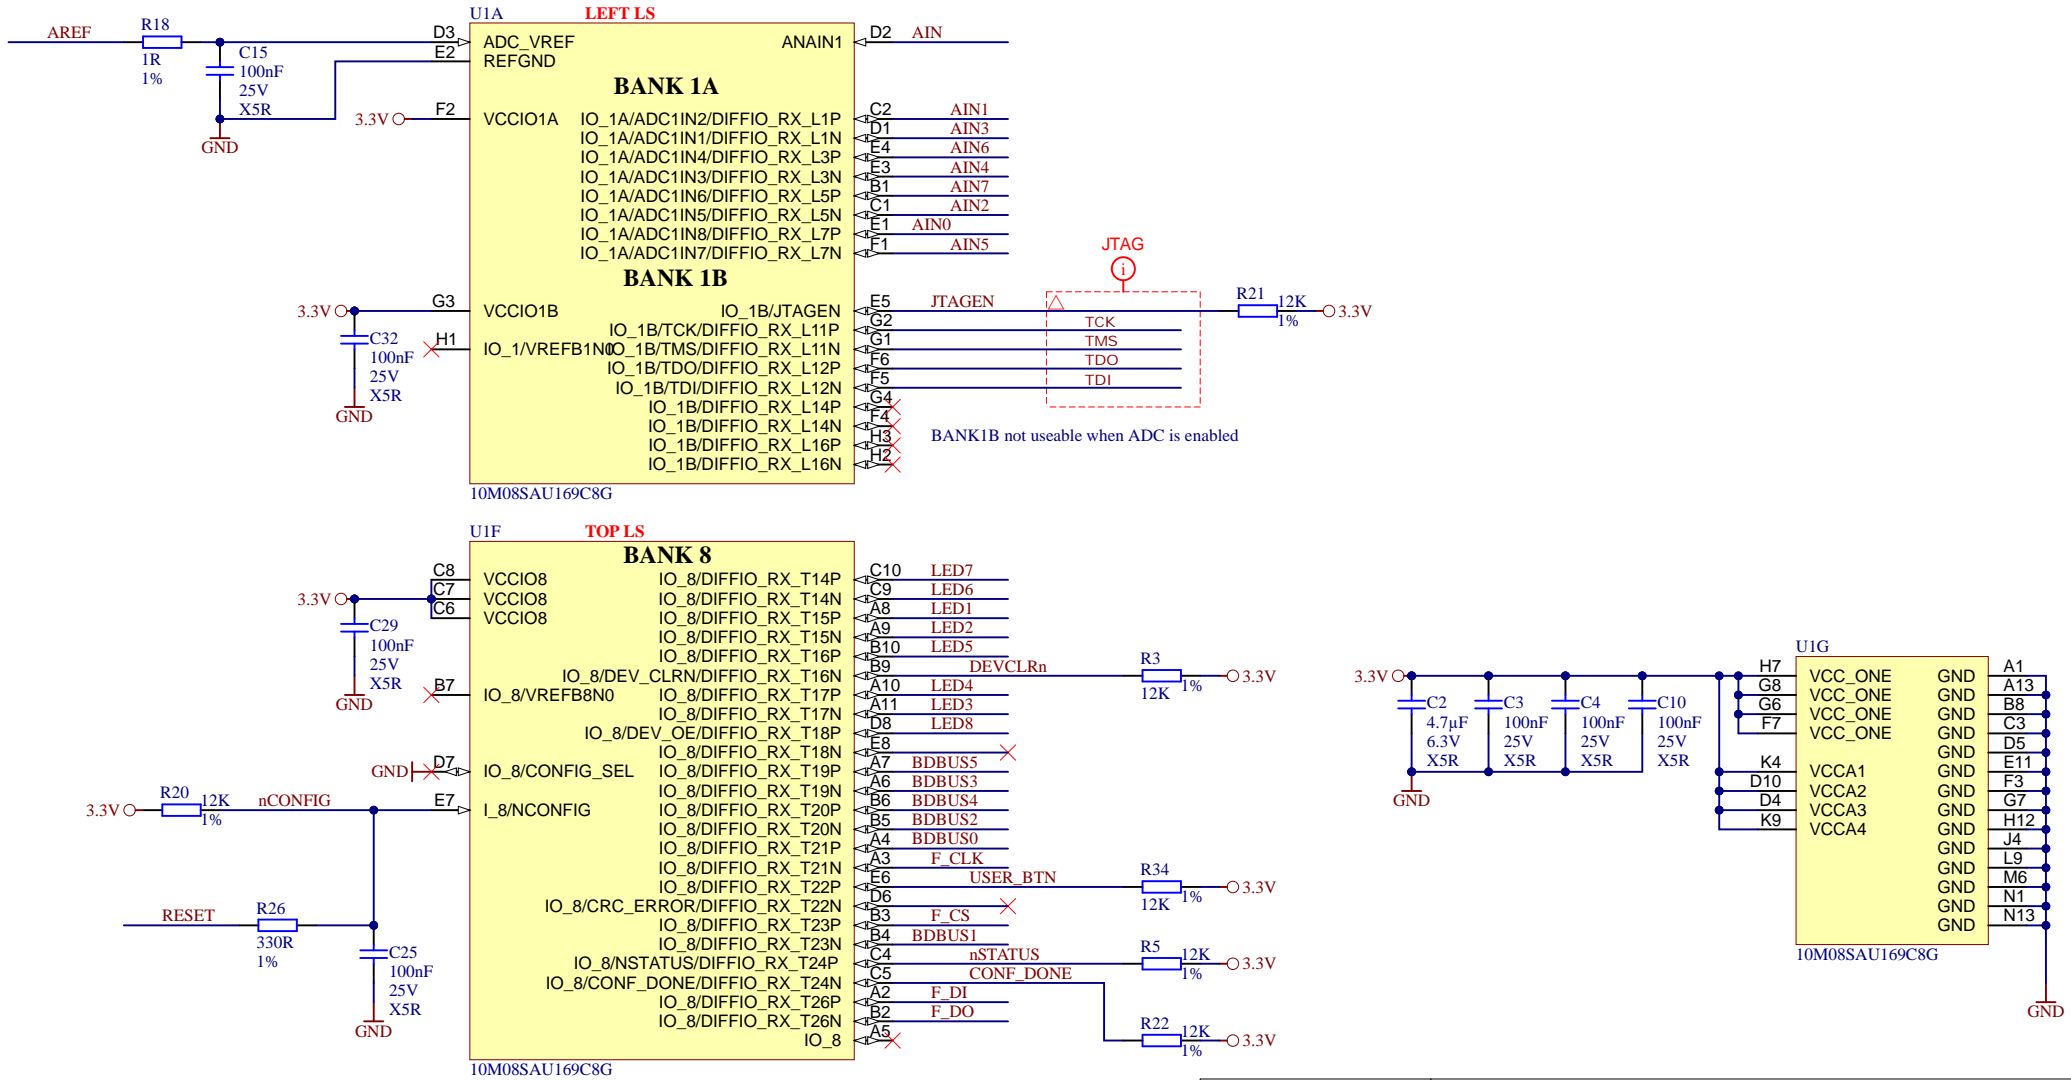 U1A
LEFT LS
AREF
R18
1R
1%
C15
100nF
25V
X5R
GND
D3
ADC_VREF
E2
REFGND
ANAIN1
D2
AIN
BANK 1A
3.3V
F2
VCCIO1A
IO_1A/ADC1IN2/DIFFIO_RX_L1P
C2
AIN1
IO_1A/ADC1IN1/DIFFIO_RX_L1N
D1
AIN3
IO_1A/ADC1IN4/DIFFIO_RX_L3P
E4
AIN6
IO_1A/ADC1IN3/DIFFIO_RX_L3N
E3
AIN4
IO_1A/ADC1IN6/DIFFIO_RX_L5P
B1
AIN7
IO_1A/ADC1IN5/DIFFIO_RX_L5N
C1
AIN2
IO_1A/ADC1IN8/DIFFIO_RX_L7P
E1
AIN0
IO_1A/ADC1IN7/DIFFIO_RX_L7N
F1
AIN5
BANK 1B
3.3V
G3
VCCIO1B
C32
100nF
25V
X5R
GND
H1
IO_1/VREFB1N0
IO_1B/JTAGEN
E5
JTAGEN
IO_1B/TCK/DIFFIO_RX_L11P
G2
TCK
IO_1B/TMS/DIFFIO_RX_L11N
G1
TMS
IO_1B/TDO/DIFFIO_RX_L12P
F6
TDO
IO_1B/TDI/DIFFIO_RX_L12N
F5
TDI
IO_1B/DIFFIO_RX_L14P
G4
IO_1B/DIFFIO_RX_L14N
F4
IO_1B/DIFFIO_RX_L16P
H3
IO_1B/DIFFIO_RX_L16N
H2
JTAG
i
R21
12K
1%
3.3V
BANK1B not useable when ADC is enabled
10M08SAU169C8G
U1F
TOP LS
BANK 8
C8
VCCIO8
C7
VCCIO8
C6
VCCIO8
3.3V
C29
100nF
25V
X5R
GND
B7
IO_8/VREFB8N0
GND
D7
IO_8/CONFIG_SEL
3.3V
R20
12K
1%
nCONFIG
E7
I_8/NCONFIG
RESET
R26
330R
1%
C25
100nF
25V
X5R
GND
IO_8/DIFFIO_RX_T14P
C10
LED7
IO_8/DIFFIO_RX_T14N
C9
LED6
IO_8/DIFFIO_RX_T15P
A8
LED1
IO_8/DIFFIO_RX_T15N
A9
LED2
IO_8/DIFFIO_RX_T16P
B10
LED5
IO_8/DEV_CLRN/DIFFIO_RX_T16N
B9
DEVCLRn
R3
12K
1%
3.3V
IO_8/DIFFIO_RX_T17P
A10
LED4
IO_8/DIFFIO_RX_T17N
A11
LED3
IO_8/DEV_OE/DIFFIO_RX_T18P
D8
LED8
IO_8/DIFFIO_RX_T18N
E8
IO_8/DIFFIO_RX_T19P
A7
BDBUS5
IO_8/DIFFIO_RX_T19N
A6
BDBUS3
IO_8/DIFFIO_RX_T20P
B6
BDBUS4
IO_8/DIFFIO_RX_T20N
B5
BDBUS2
IO_8/DIFFIO_RX_T21P
A4
BDBUS0
IO_8/DIFFIO_RX_T21N
A3
F_CLK
IO_8/DIFFIO_RX_T22P
E6
USER_BTN
R34
12K
1%
3.3V
IO_8/CRC_ERROR/DIFFIO_RX_T22N
D6
IO_8/DIFFIO_RX_T23P
B3
F_CS
IO_8/DIFFIO_RX_T23N
B4
BDBUS1
IO_8/NSTATUS/DIFFIO_RX_T24P
C4
nSTATUS
R5
12K
1%
3.3V
IO_8/CONF_DONE/DIFFIO_RX_T24N
C5
CONF_DONE
IO_8/DIFFIO_RX_T26P
A2
F_DI
IO_8/DIFFIO_RX_T26N
B2
F_DO
IO_8
A5
R22
12K
1%
3.3V
10M08SAU169C8G
U1G
3.3V
C2
4.7µF
6.3V
X5R
C3
100nF
25V
X5R
C4
100nF
25V
X5R
C10
100nF
25V
X5R
GND
H7
VCC_ONE
G8
VCC_ONE
G6
VCC_ONE
F7
VCC_ONE
K4
VCCA1
D10
VCCA2
D4
VCCA3
K9
VCCA4
GND
A1
GND
A13
GND
B8
GND
C3
GND
D5
GND
E11
GND
F3
GND
G7
GND
H12
GND
J4
GND
L9
GND
M6
GND
N1
GND
N13
10M08SAU169C8G
GND